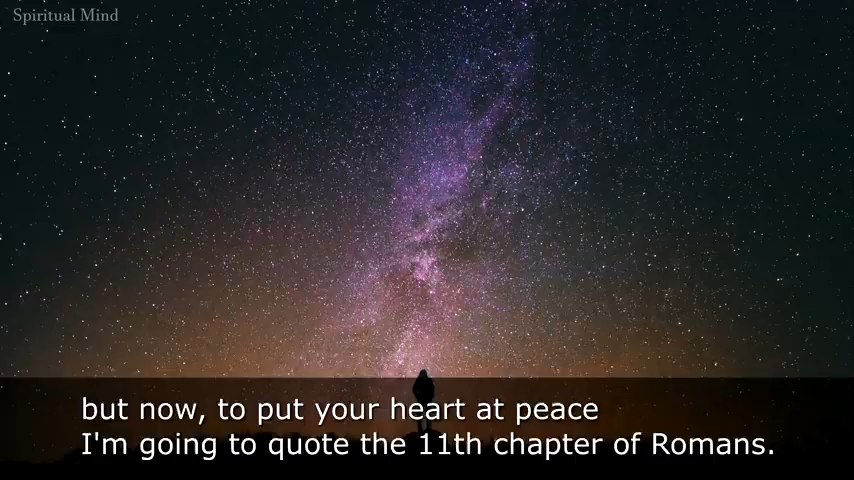 Spiritual Mind
but now, to put your heart at peace
I'm going to quote the 11th chapter of Romans.